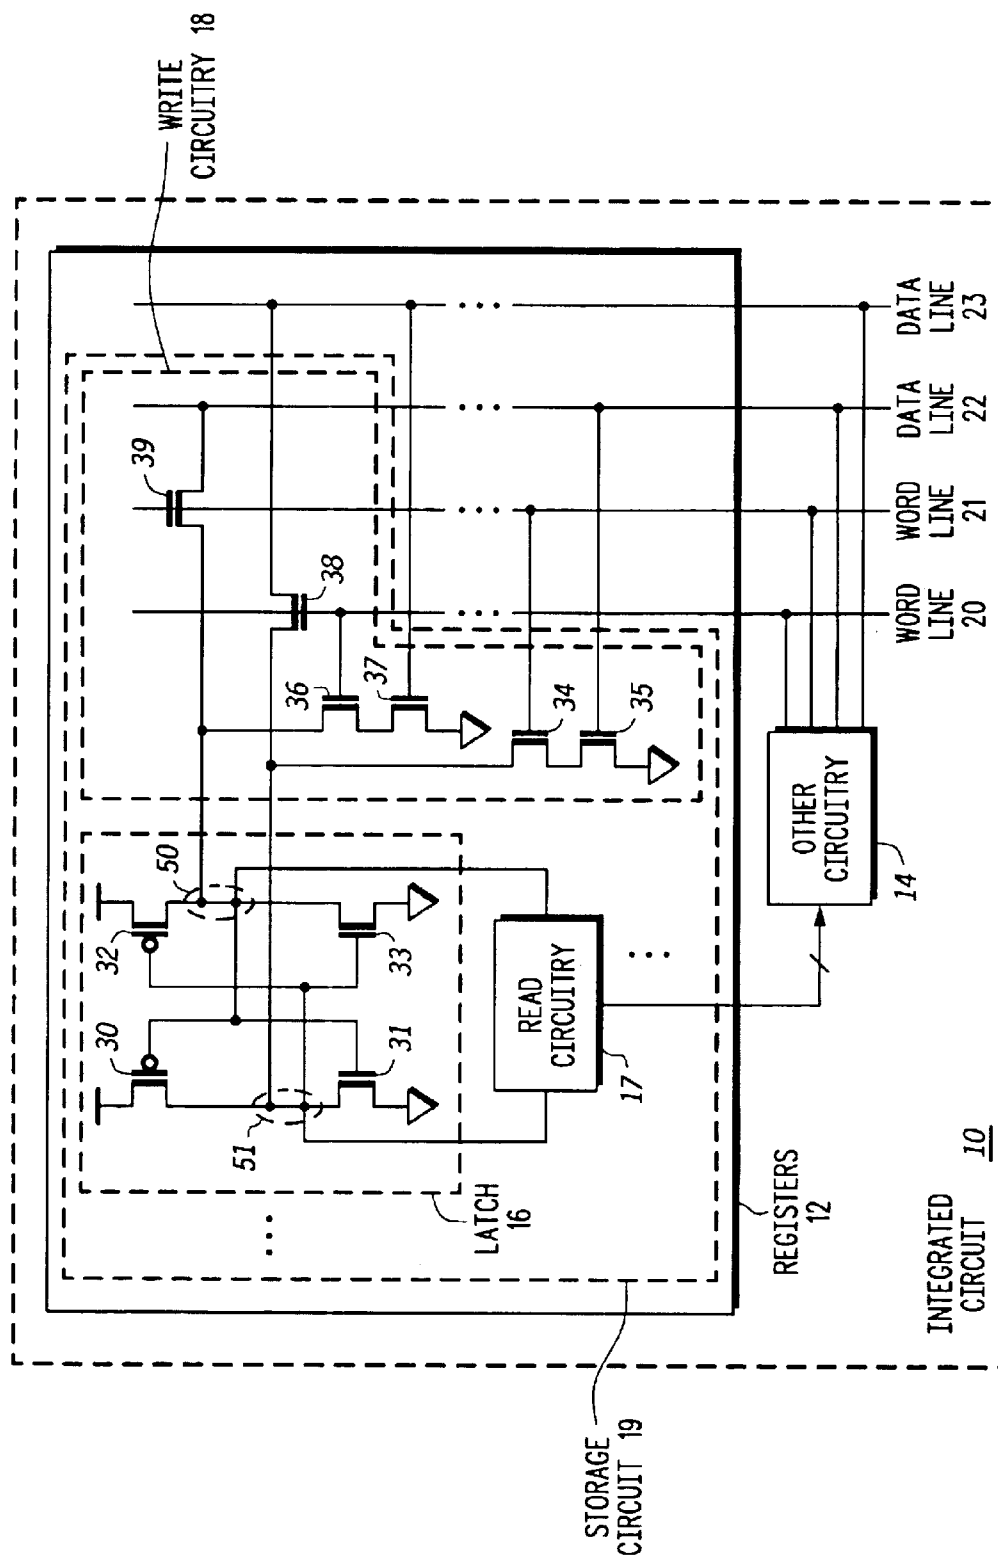 WRITE
CIRCUITRY 18
39
38
36
37
34
35
50
32
33
30
31
51
READ
CIRCUITRY
17
LATCH
16
OTHER
CIRCUITRY
14
DATA
LINE
23
DATA
LINE
22
WORD
LINE
21
WORD
LINE
20
REGISTERS
12
INTEGRATED
CIRCUIT
10
STORAGE
CIRCUIT 19